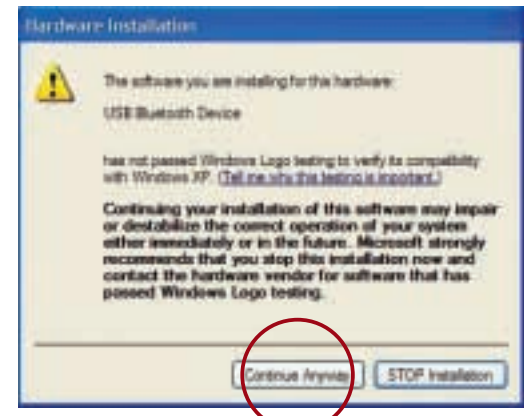 Hardware Installation
The software you are installing for this hardware:
USB Bluetooth Device
has not passed Windows Logo testing to verify its compatibility
with Windows XP. (Tell me why this testing is important.)
Continuing your installation of this software may impair
or destabilize the correct operation of your system
either immediately or in the future. Microsoft strongly
recommends that you stop this installation now and
contact the hardware vendor for software that has
passed Windows Logo testing.
Continue Anyway
STOP Installation